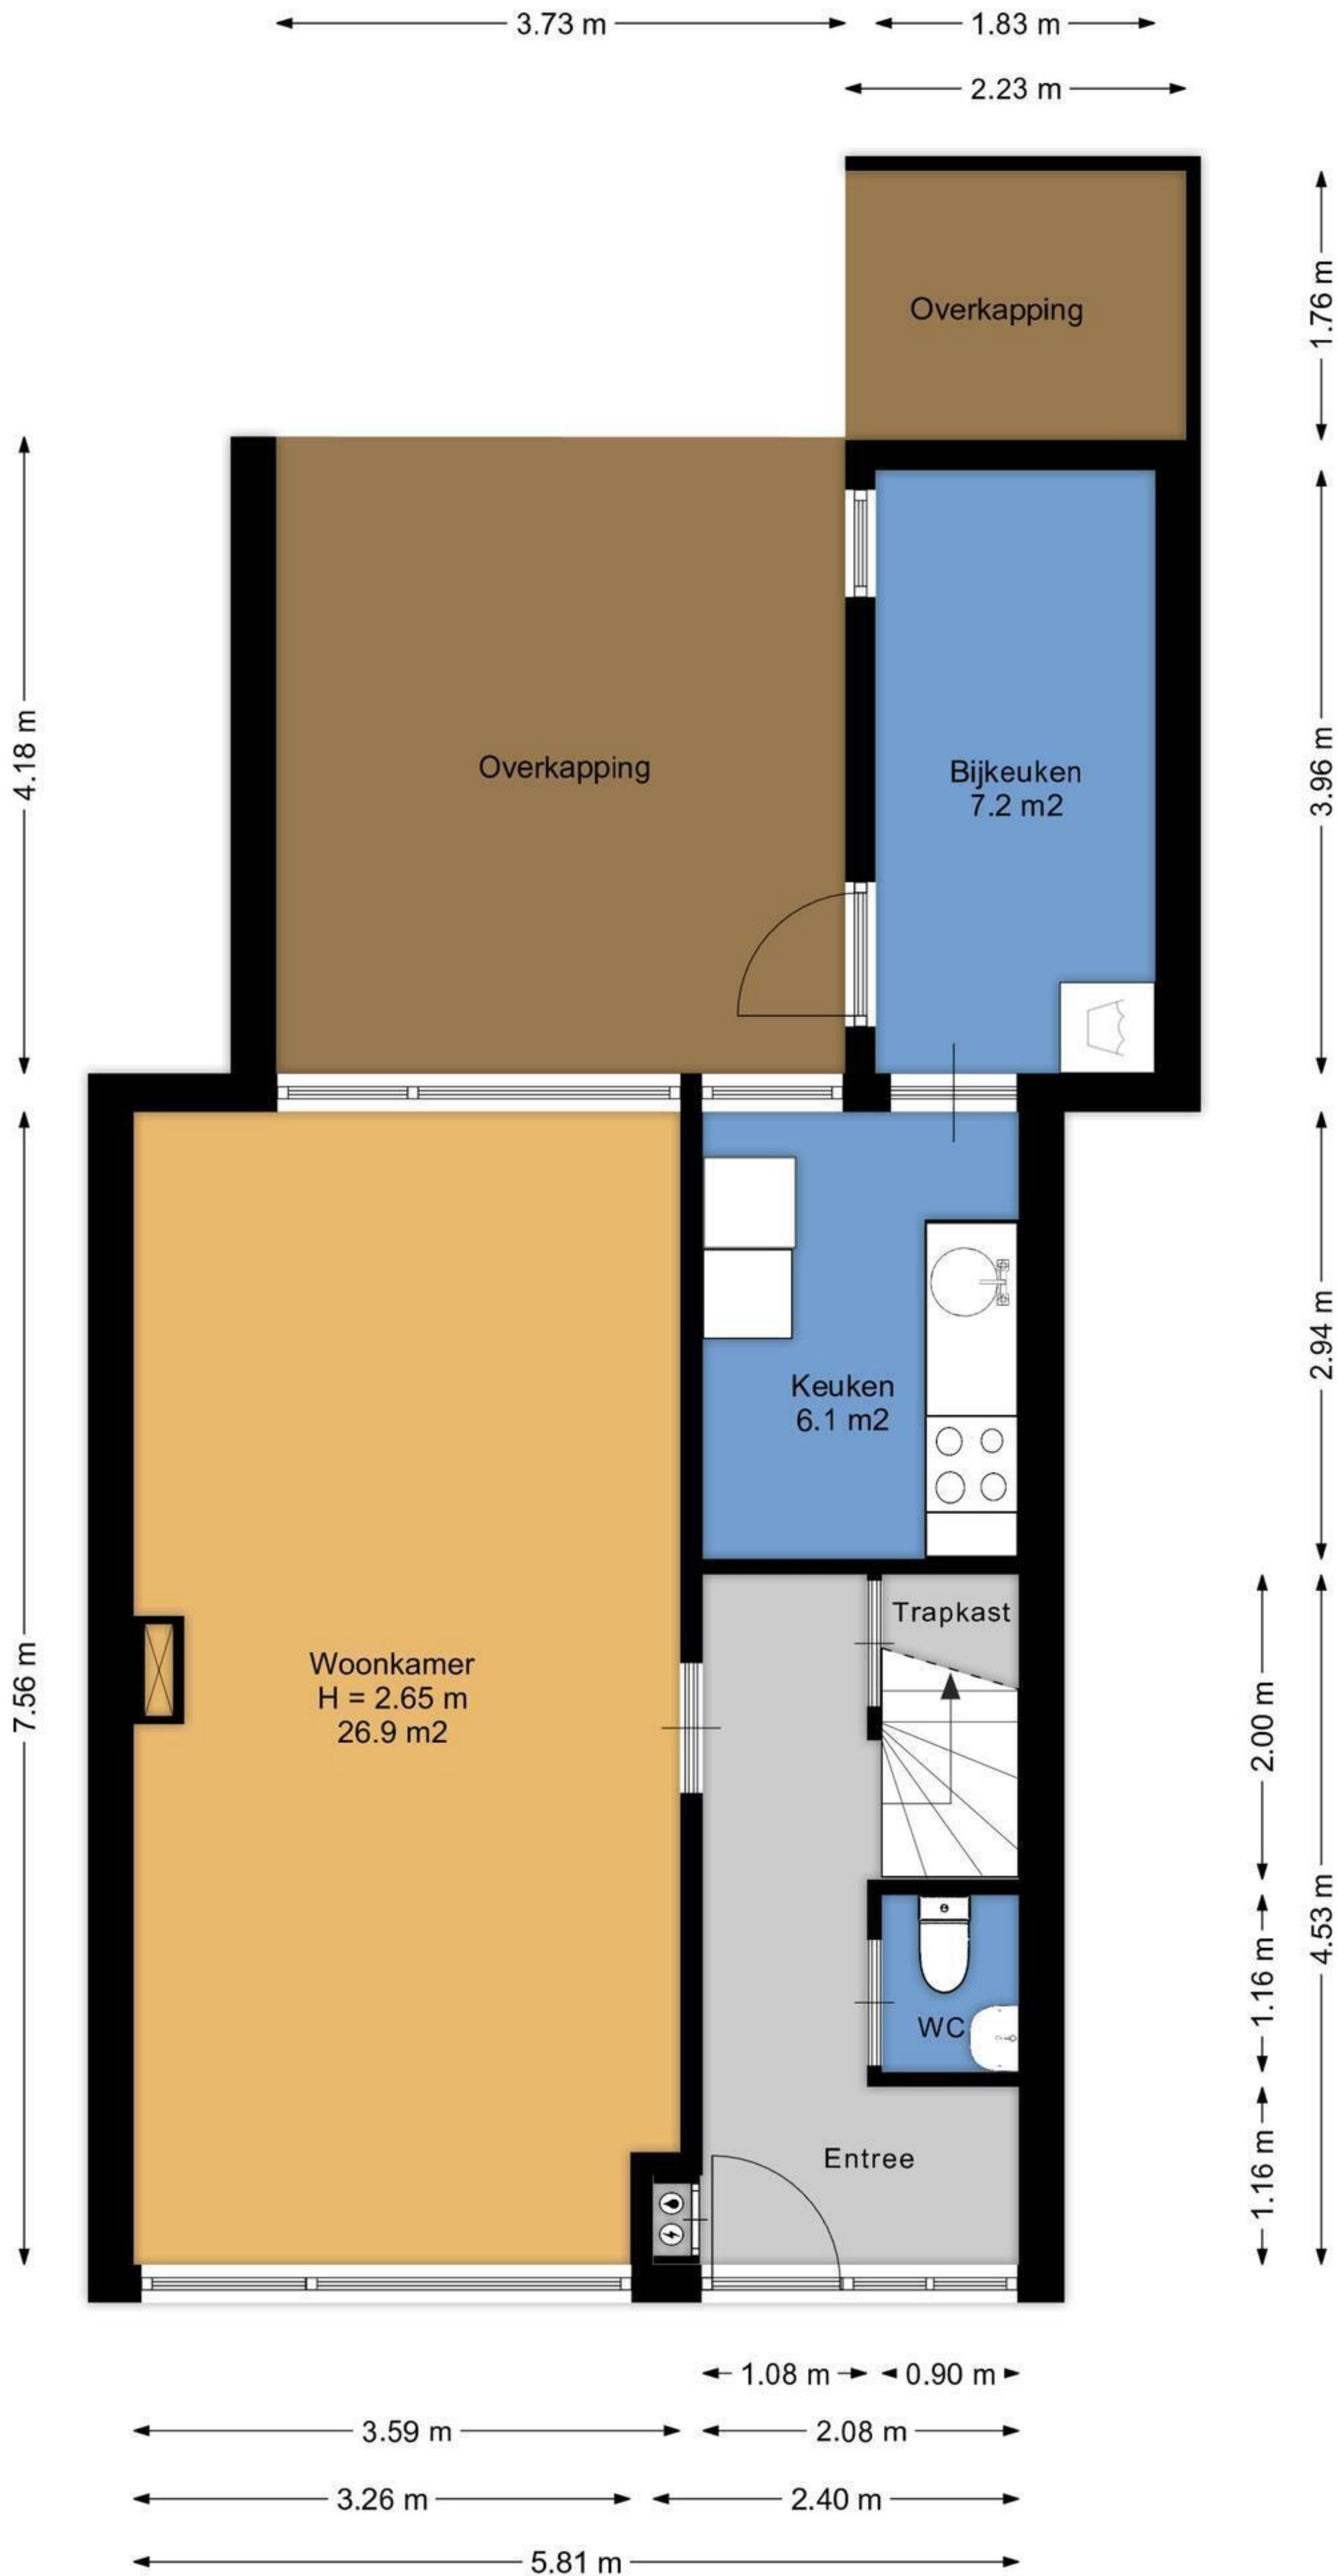 3.73 m
1.83 m
2.23 m
1.76 m
Overkapping
4.18 m
3.96 m
Overkapping
Bijkeuken
7.2 m2
2.94 m
Keuken
6.1 m2
Trapkast
7.56 m
Woonkamer
H = 2.65 m
26.9 m2
2.00 m
4.53 m
1.16 m
WC
1.16 m
Entree
1.08 m
0.90 m
3.59 m
2.08 m
3.26 m
2.40 m
5.81 m